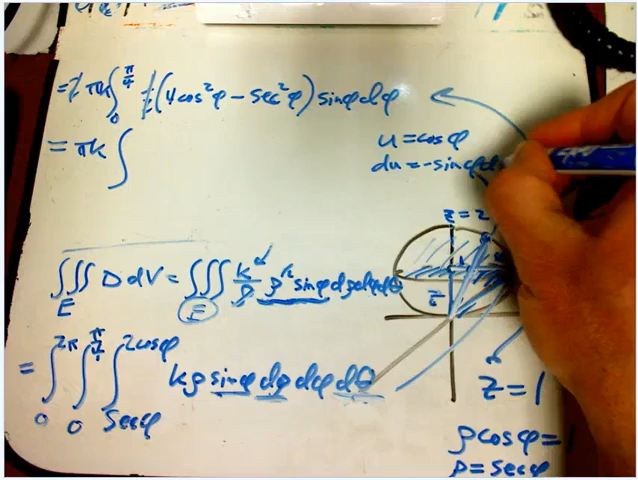 = 2πk ∫₀^{π/4} ½(4cos²φ − sec²φ) sinφ dφ
= πk ∫
u = cosφ
du = −sinφ d
z = 2
∭_E D dV = ∭_E k/ρ ρ² sinφ dρ dφ dθ
= ∫₀^{2π} ∫₀^{π/4} ∫_{secφ}^{2cosφ} kρ sinφ dρ dφ dθ
z = 1
ρcosφ = 1
ρ = secφ